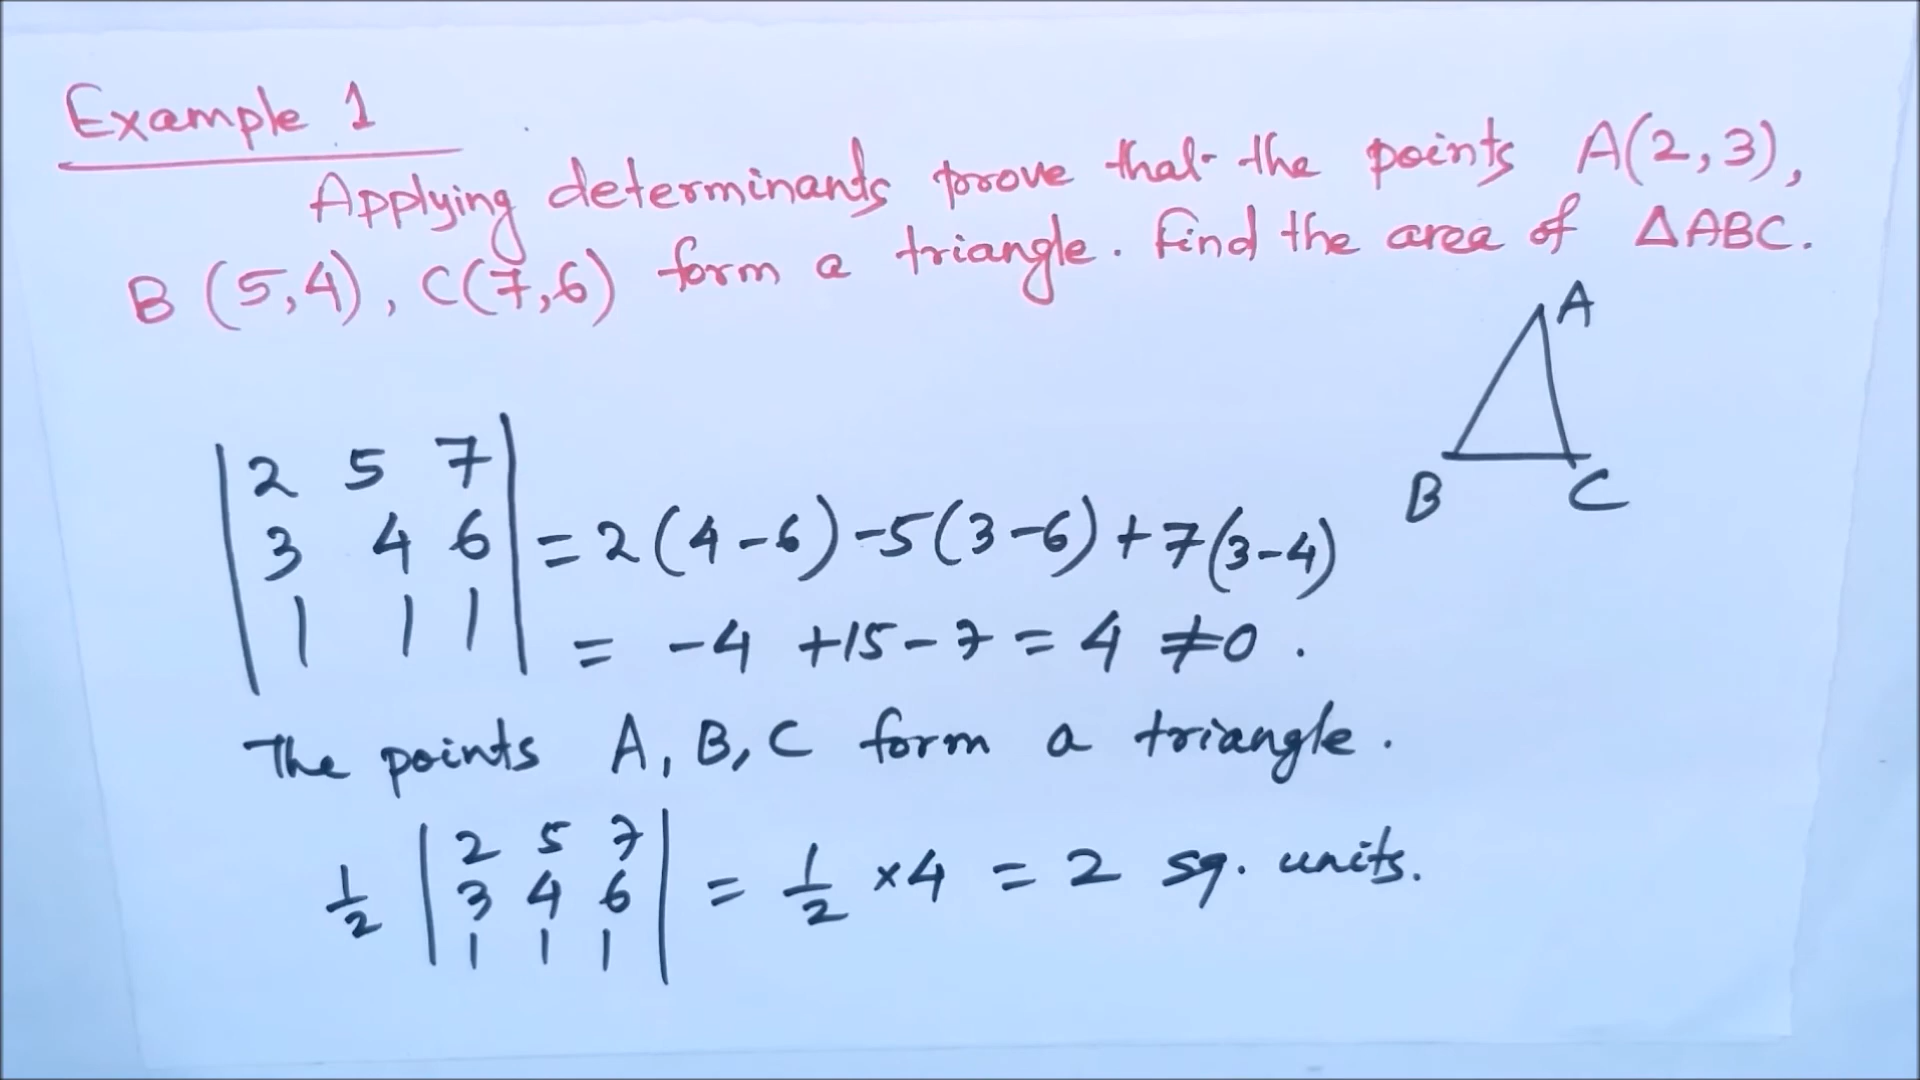 Example 1
Applying determinants prove that the points A(2,3),
B (5,4), C(7,6) form a triangle. Find the area of ΔABC.
A
B C
| 2 5 7 |
| 3 4 6 | = 2(4-6) -5(3-6) + 7(3-4)
| 1 1 1 |
= -4 +15 - 7 = 4 ≠ 0 .
The points A, B, C form a triangle.
| 2 5 7 |
1/2 | 3 4 6 | = 1/2 × 4 = 2 sq. units.
| 1 1 1 |